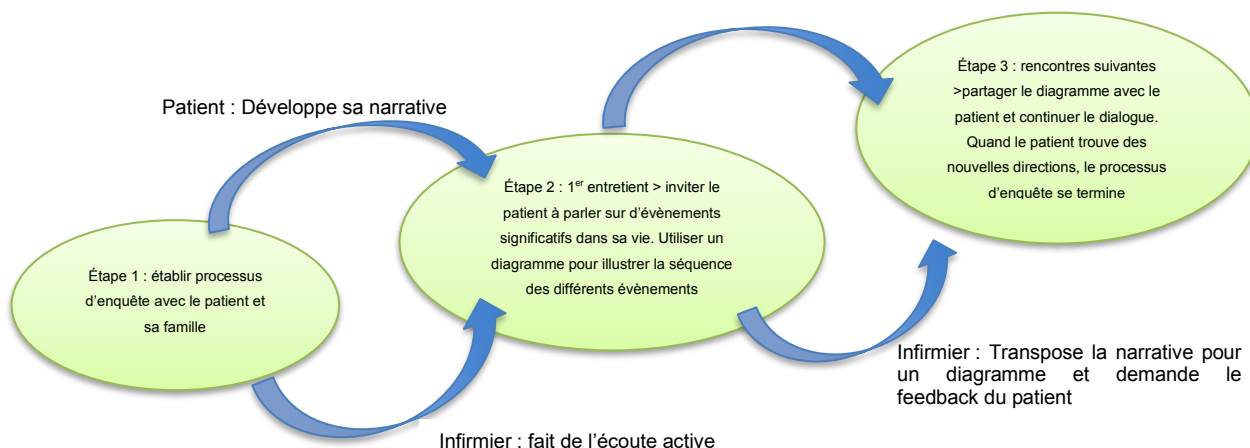 Patient : Développe sa narrative
Étape 1 : établir processus
d’enquête avec le patient et
sa famille
Infirmier : fait de l’écoute active
Étape 2 : 1er entretient > inviter le
patient à parler sur d’évènements
significatifs dans sa vie. Utiliser un
diagramme pour illustrer la séquence
des différents évènements
Étape 3 : rencontres suivantes
>partager le diagramme avec le
patient et continuer le dialogue.
Quand le patient trouve des
nouvelles directions, le processus
d’enquête se termine
Infirmier : Transpose la narrative pour
un diagramme et demande le
feedback du patient